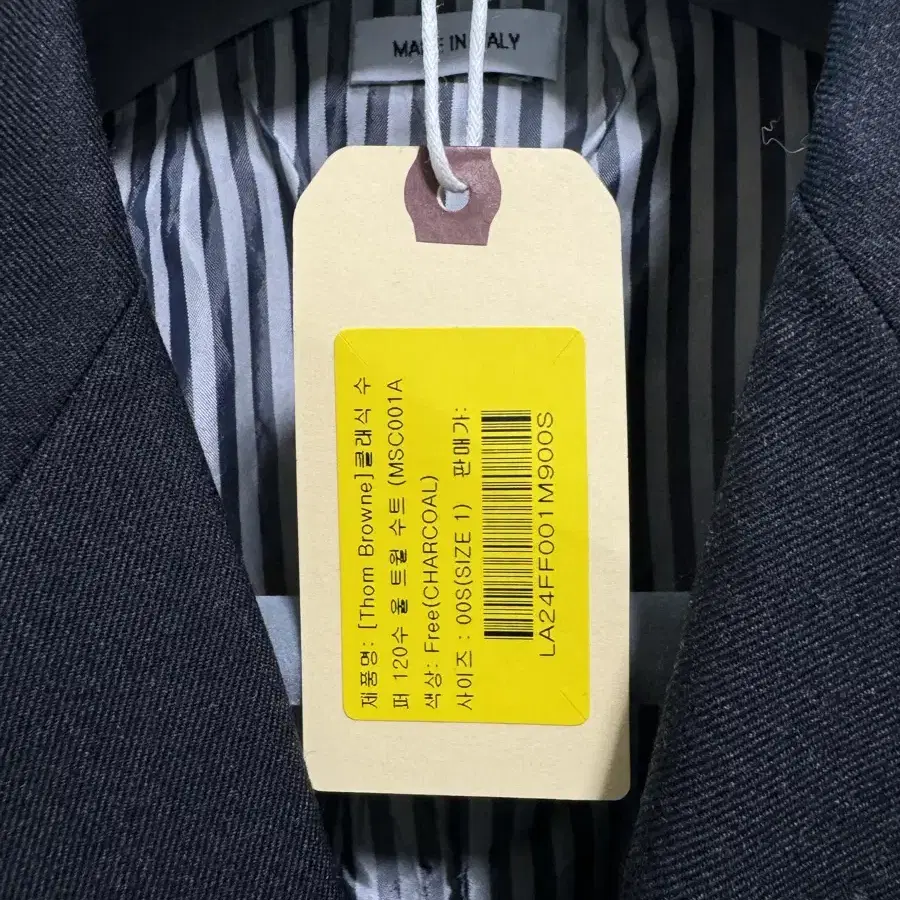 MADE IN ITALY
제품명: [Thom Browne]클래식 수
퍼 120수 울 트윌 수트 (MSC001A
색상: Free(CHARCOAL)
사이즈 : 00S(SIZE 1) 판매가:
LA24FF001M900S